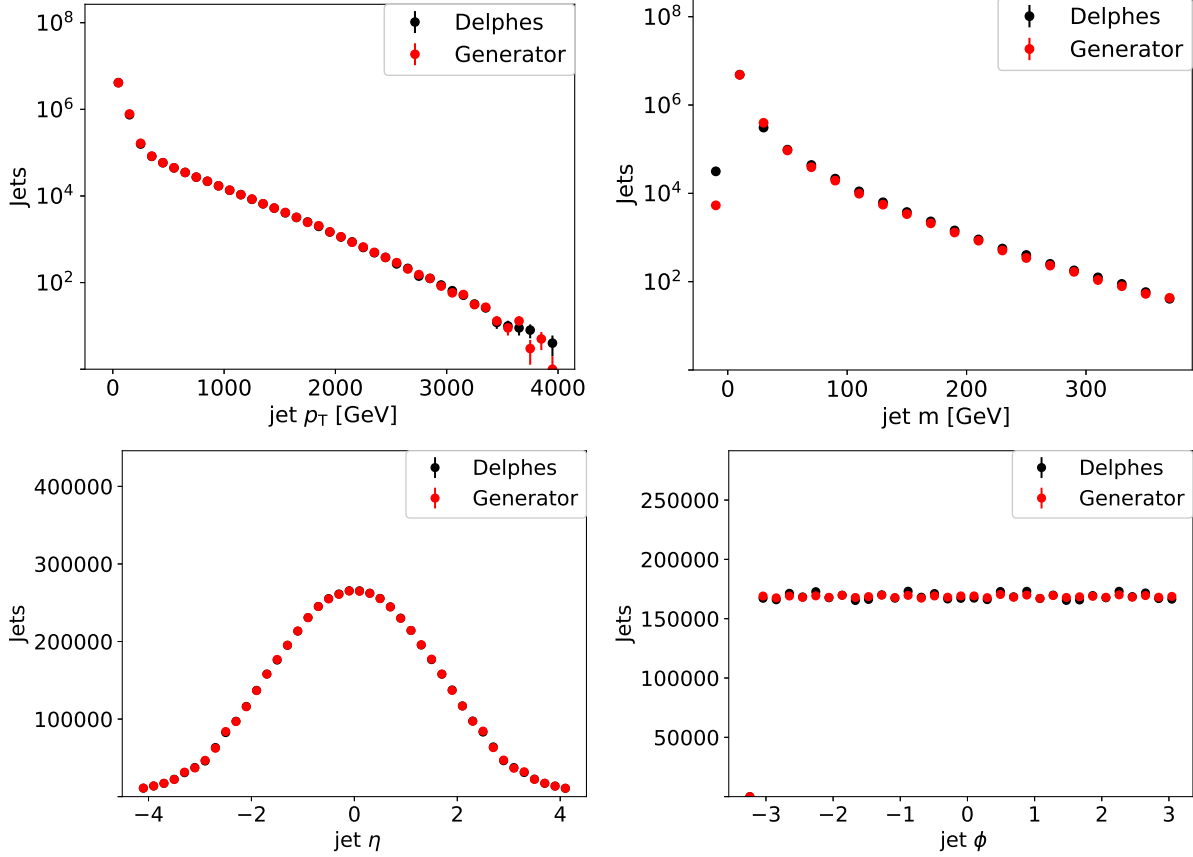 Delphes
Generator
10^8
10^6
10^4
10^2
Jets
0 1000 2000 3000 4000
jet p_T [GeV]
Delphes
Generator
10^8
10^6
10^4
10^2
Jets
0 100 200 300
jet m [GeV]
Delphes
Generator
400000
300000
200000
100000
Jets
−4 −2 0 2 4
jet η
Delphes
Generator
250000
200000
150000
100000
50000
Jets
−3 −2 −1 0 1 2 3
jet ϕ